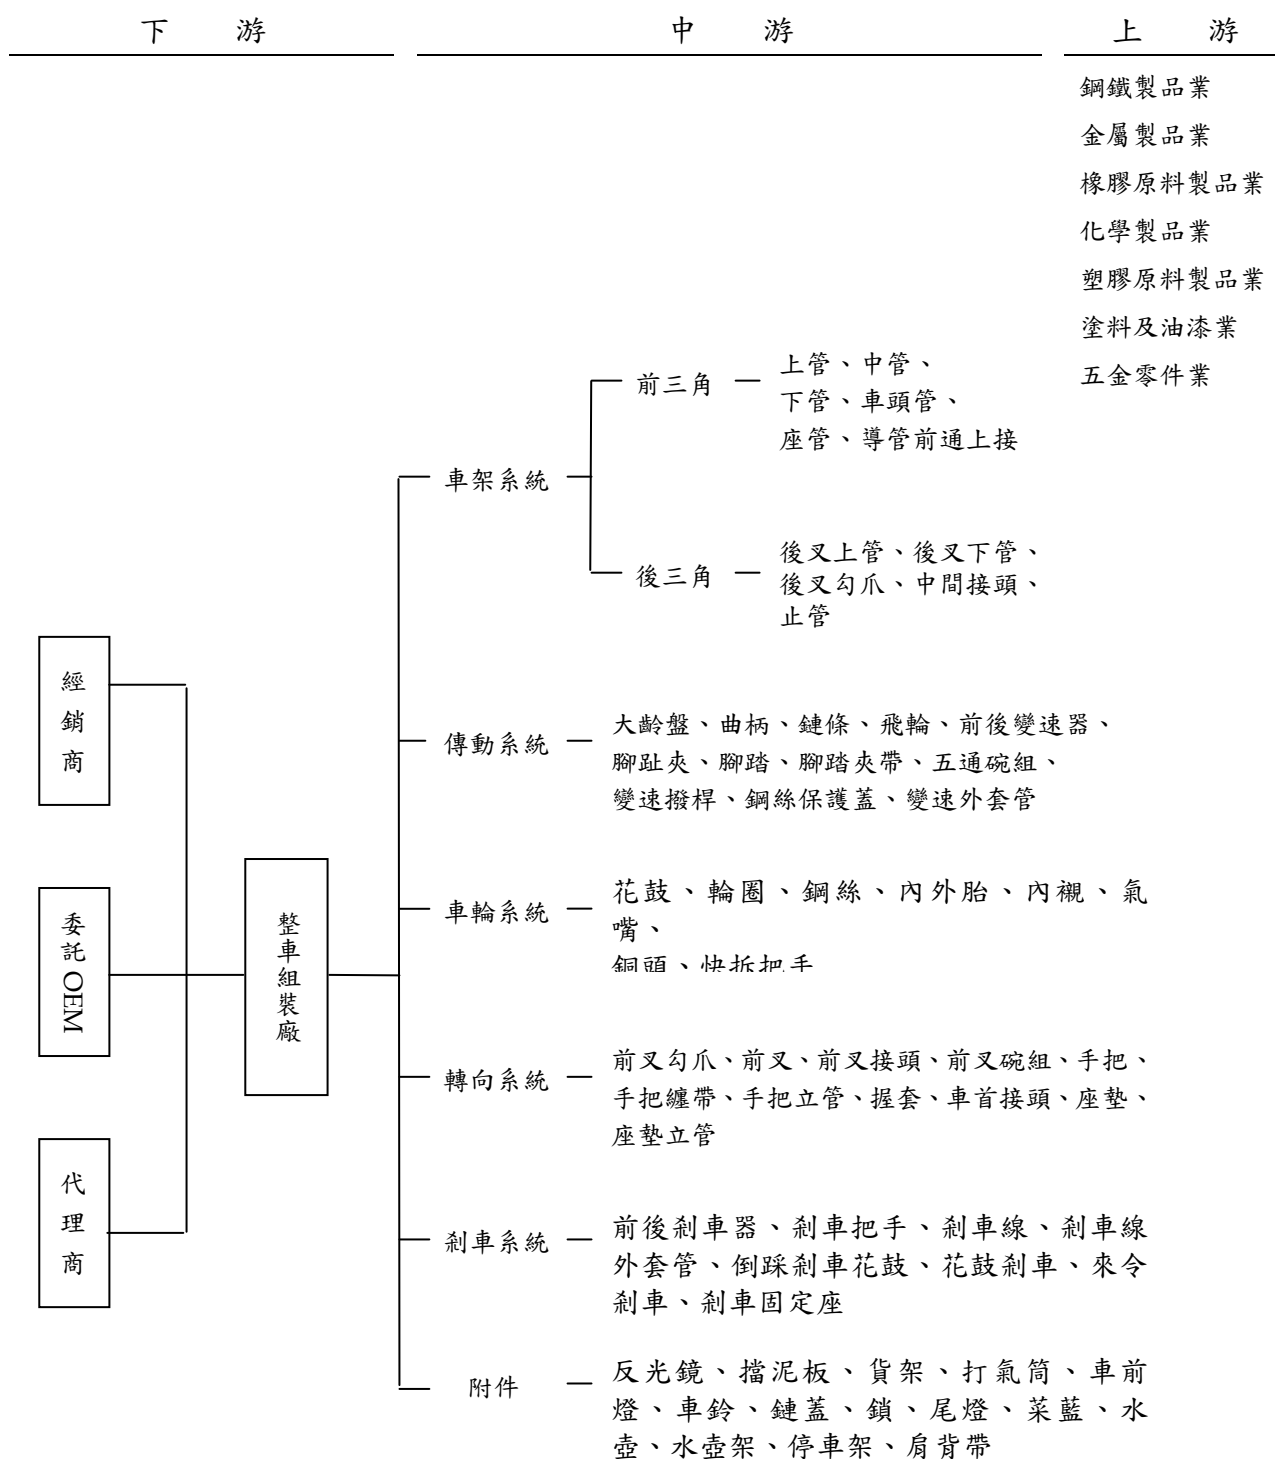 下 游
中 游
上 游
鋼鐵製品業
金屬製品業
橡膠原料製品業
化學製品業
塑膠原料製品業
塗料及油漆業
五金零件業
經銷商
委託OEM
代理商
整車組裝廠
車架系統
前三角
上管、中管、
下管、車頭管、
座管、導管前通上接
後三角
後叉上管、後叉下管、
後叉勾爪、中間接頭、
止管
傳動系統
大齡盤、曲柄、鏈條、飛輪、前後變速器、
腳趾夾、腳踏、腳踏夾帶、五通碗組、
變速撥桿、鋼絲保護蓋、變速外套管
車輪系統
花鼓、輪圈、鋼絲、內外胎、內襯、氣
嘴、
銅頭、快拆把手
轉向系統
前叉勾爪、前叉、前叉接頭、前叉碗組、手把、
手把纏帶、手把立管、握套、車首接頭、座墊、
座墊立管
剎車系統
前後剎車器、剎車把手、剎車線、剎車線
外套管、倒踩剎車花鼓、花鼓剎車、來令
剎車、剎車固定座
附件
反光鏡、擋泥板、貨架、打氣筒、車前
燈、車鈴、鏈蓋、鎖、尾燈、菜藍、水
壺、水壺架、停車架、肩背帶